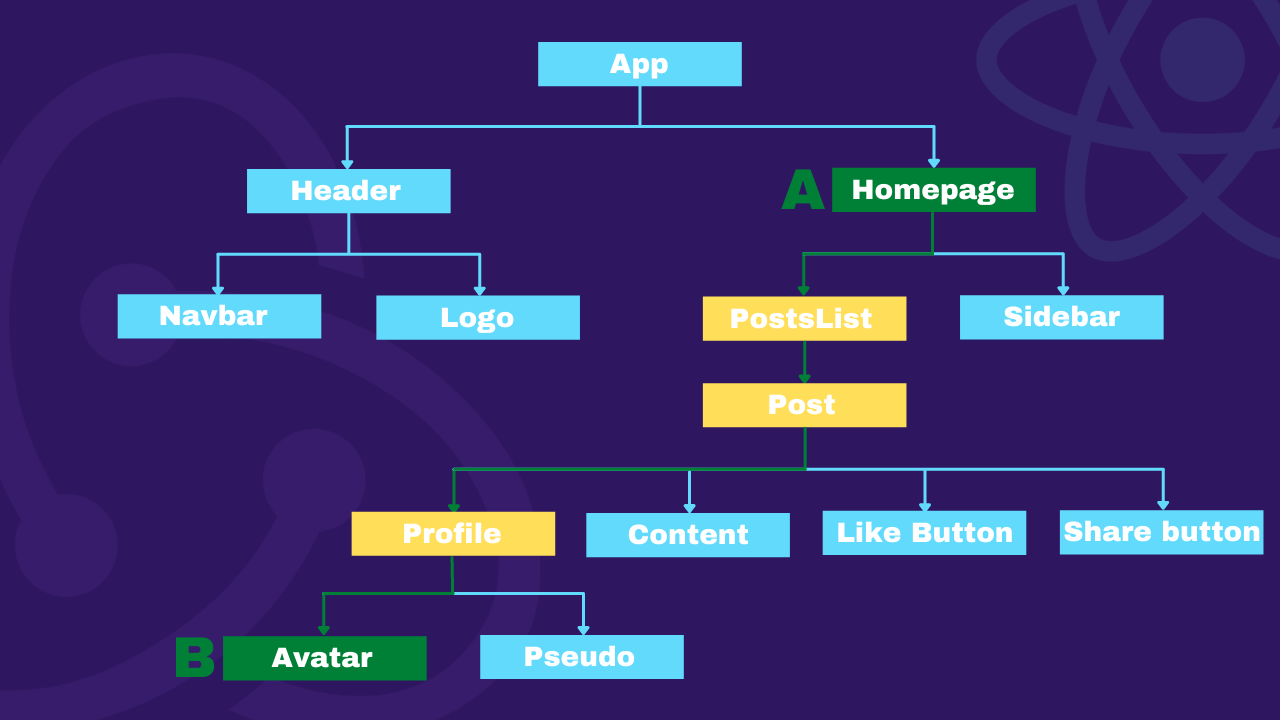 App
Header
A
Homepage
Navbar
Logo
PostsList
Sidebar
Post
Profile
Content
Like Button
Share button
B
Avatar
Pseudo